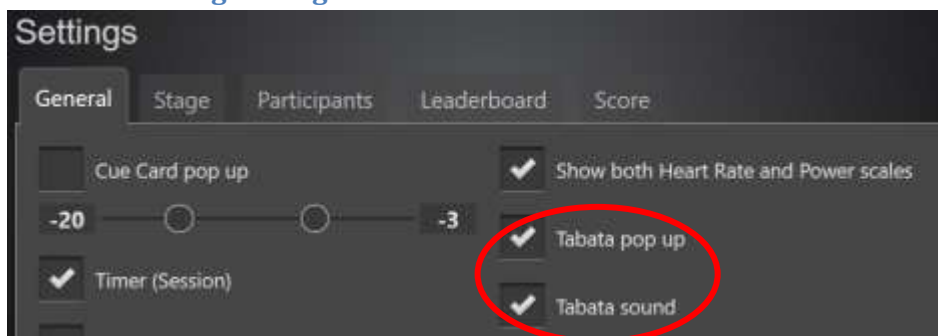 Settings
General Stage Participants Leaderboard Score
Cue Card pop up
-20 -3
Timer (Session)
Show both Heart Rate and Power scales
Tabata pop up
Tabata sound